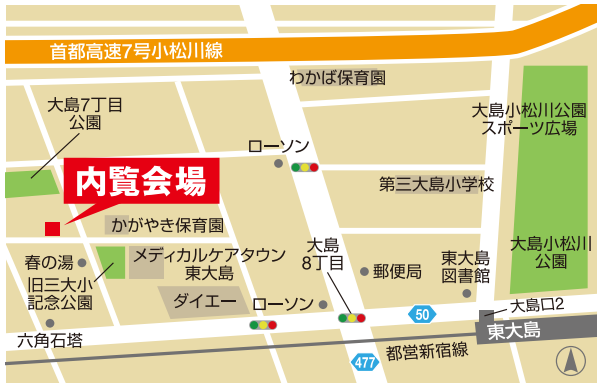 首都高速7号小松川線
わかば保育園
大島7丁目
公園
大島小松川公園
スポーツ広場
ローソン
内覧会場
第三大島小学校
かがやき保育園
春の湯
メディカルケアタウン
東大島
大島
8丁目
郵便局
東大島
図書館
大島小松川
公園
旧三大小
記念公園
ダイエー
ローソン
50
大島口2
六角石塔
東大島
都営新宿線
477